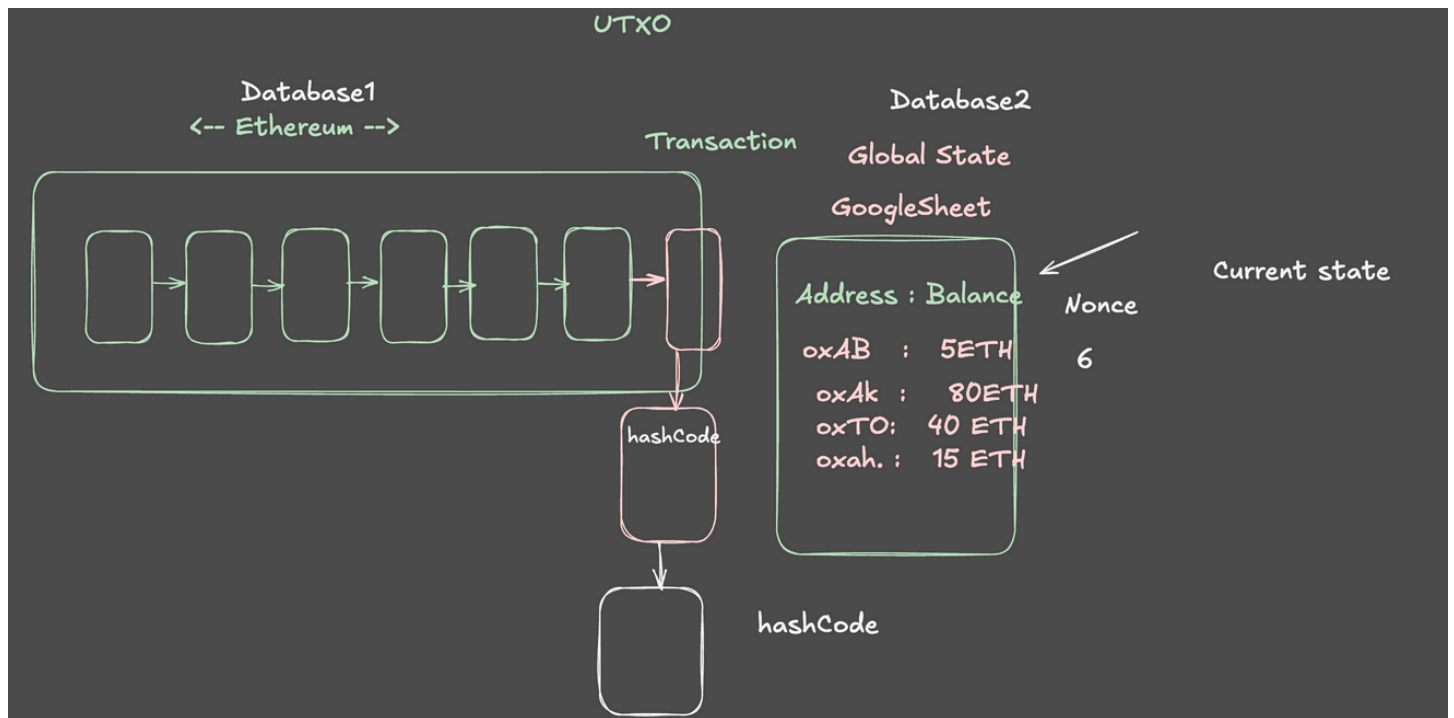 UTXO
Database1
<-- Ethereum -->
Transaction
Database2
Global State
GoogleSheet
Address : Balance
oxAB : 5ETH
oxAk : 80ETH
oxTO: 40 ETH
oxah. : 15 ETH
Nonce
6
Current state
hashCode
hashCode